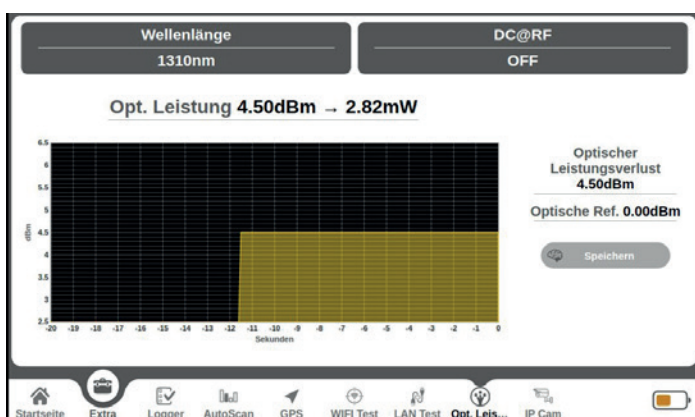 Wellenlänge
1310nm
DC@RF
OFF
Opt. Leistung 4.50dBm → 2.82mW
6.5
6
5.5
5
4.5
4
3.5
3
2.5
dBm
-20 -19 -18 -17 -16 -15 -14 -13 -12 -11 -10 -9 -8 -7 -6 -5 -4 -3 -2 -1 0
Sekunden
Optischer
Leistungsverlust
4.50dBm
Optische Ref. 0.00dBm
Speichern
Startseite Extra Logger AutoScan GPS WIFI Test LAN Test Opt. Leis... IP Cam